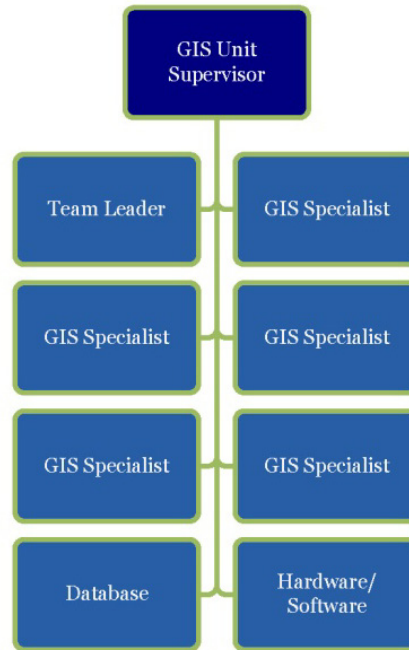 GIS Unit
Supervisor
Team Leader
GIS Specialist
GIS Specialist
GIS Specialist
GIS Specialist
GIS Specialist
Database
Hardware/
Software